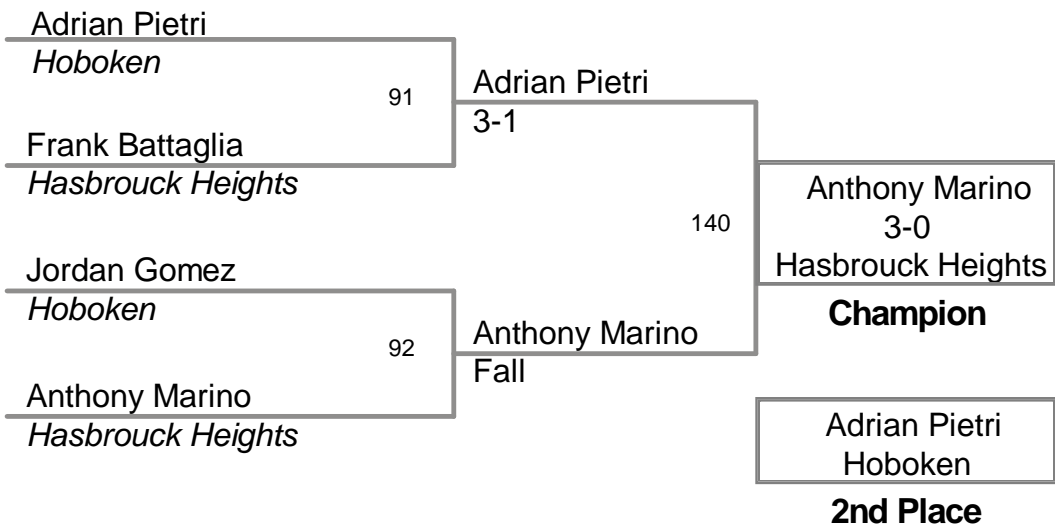 Adrian Pietri
Hoboken
91
Frank Battaglia
Hasbrouck Heights
Adrian Pietri
3-1
Jordan Gomez
Hoboken
92
Anthony Marino
Hasbrouck Heights
Anthony Marino
Fall
140
Anthony Marino
3-0
Hasbrouck Heights
Champion
Adrian Pietri
Hoboken
2nd Place